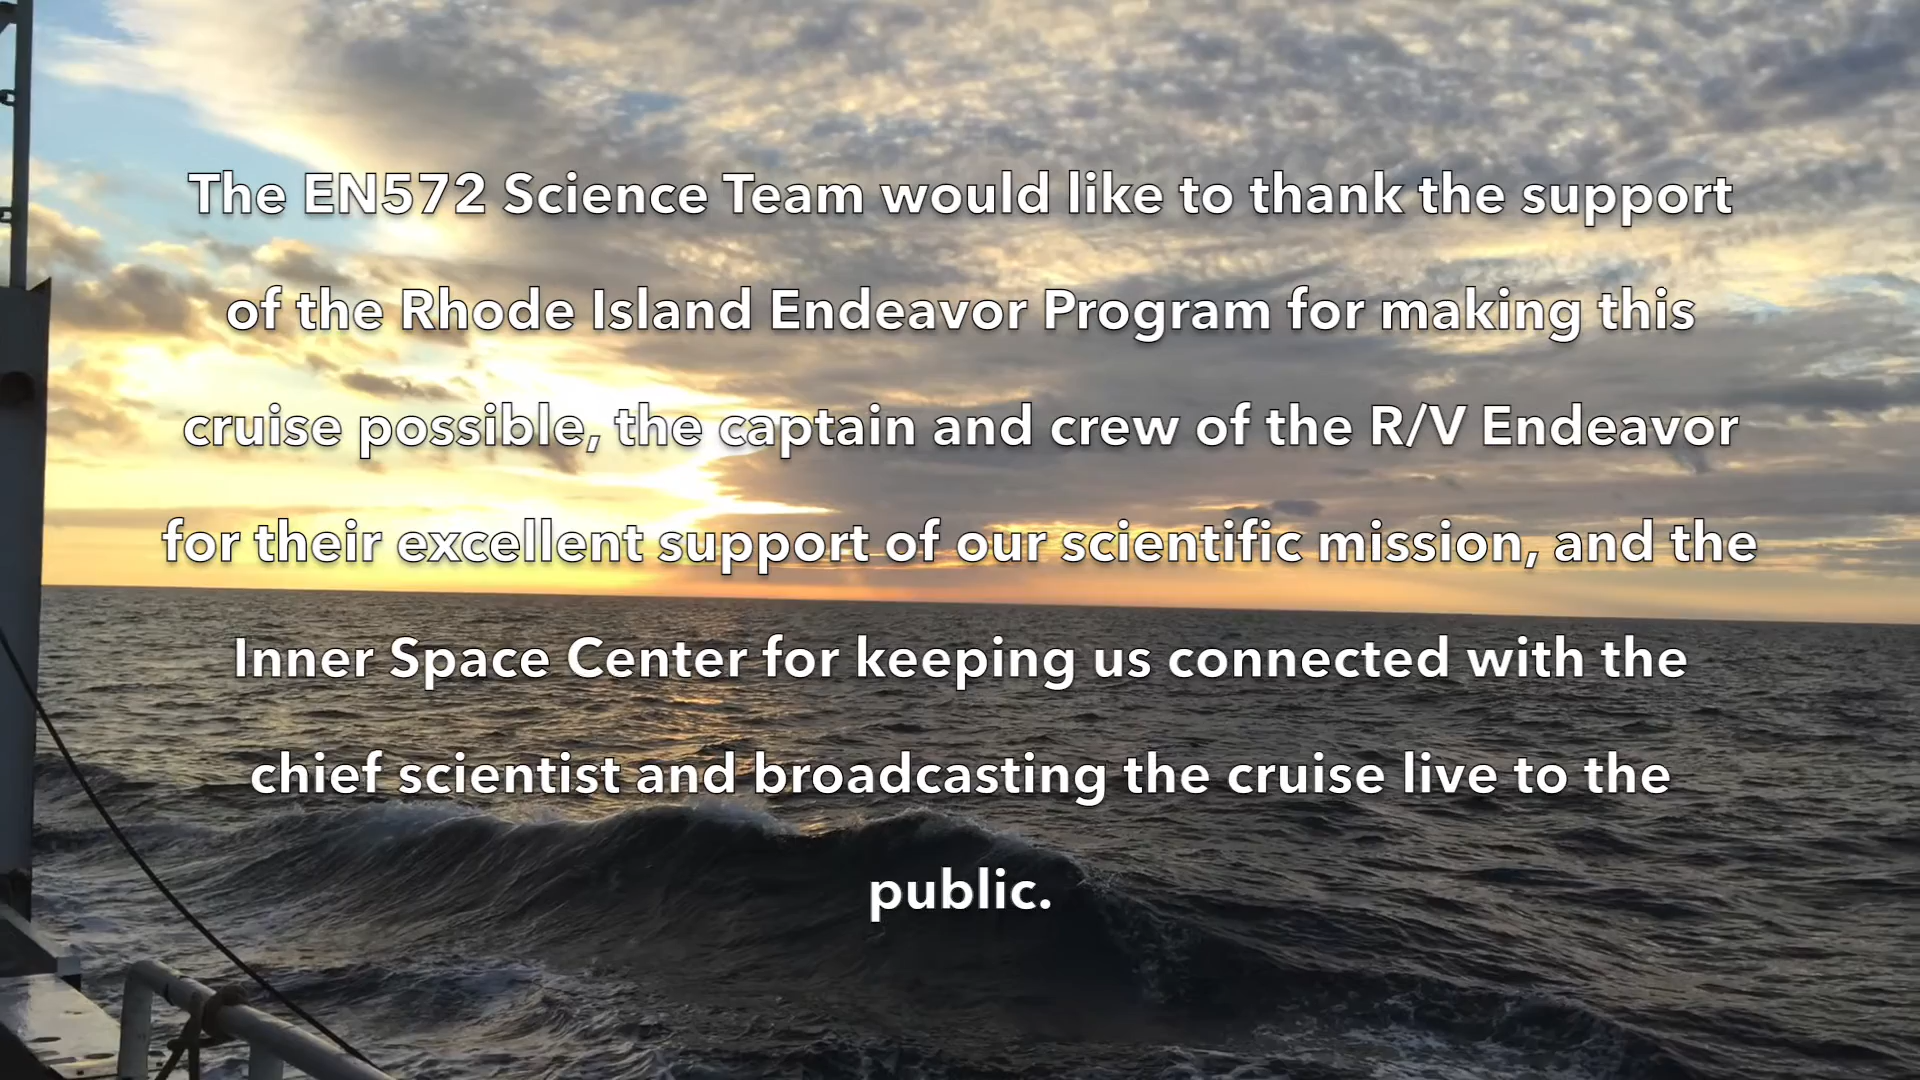 The EN572 Science Team would like to thank the support
of the Rhode Island Endeavor Program for making this
cruise possible, the captain and crew of the R/V Endeavor
for their excellent support of our scientific mission, and the
Inner Space Center for keeping us connected with the
chief scientist and broadcasting the cruise live to the
public.